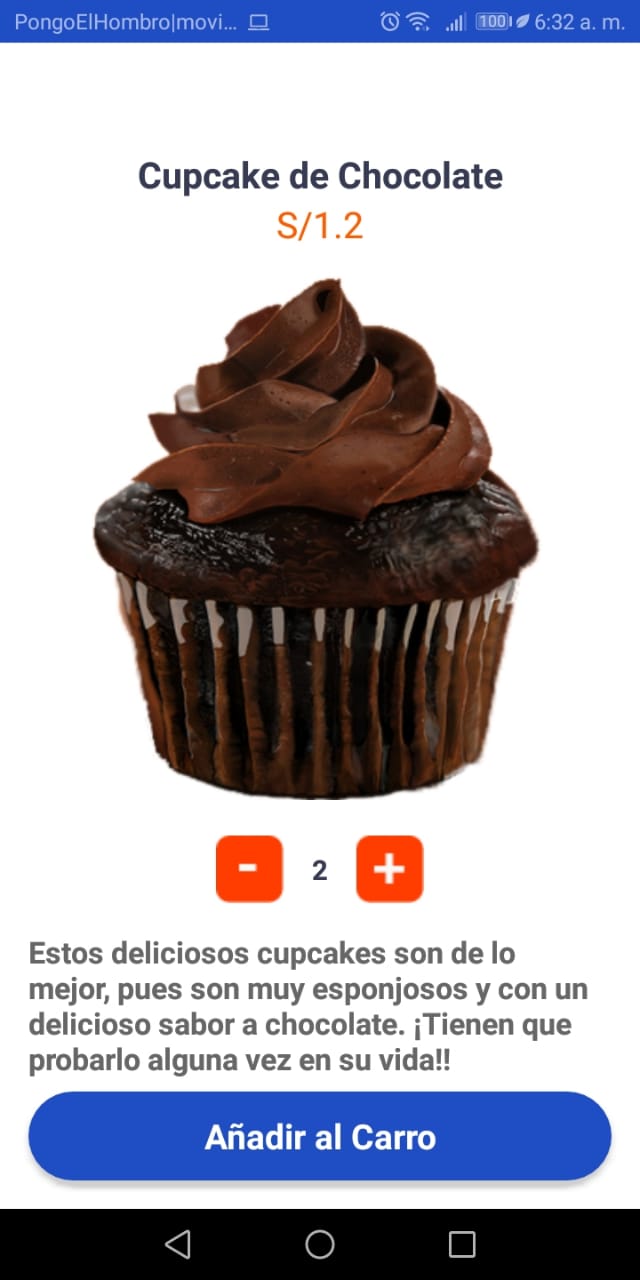 PongoElHombro|movi... 100 6:32 a. m.
Cupcake de Chocolate
S/1.2
- 2 +
Estos deliciosos cupcakes son de lo
mejor, pues son muy esponjosos y con un
delicioso sabor a chocolate. ¡Tienen que
probarlo alguna vez en su vida!!
Añadir al Carro